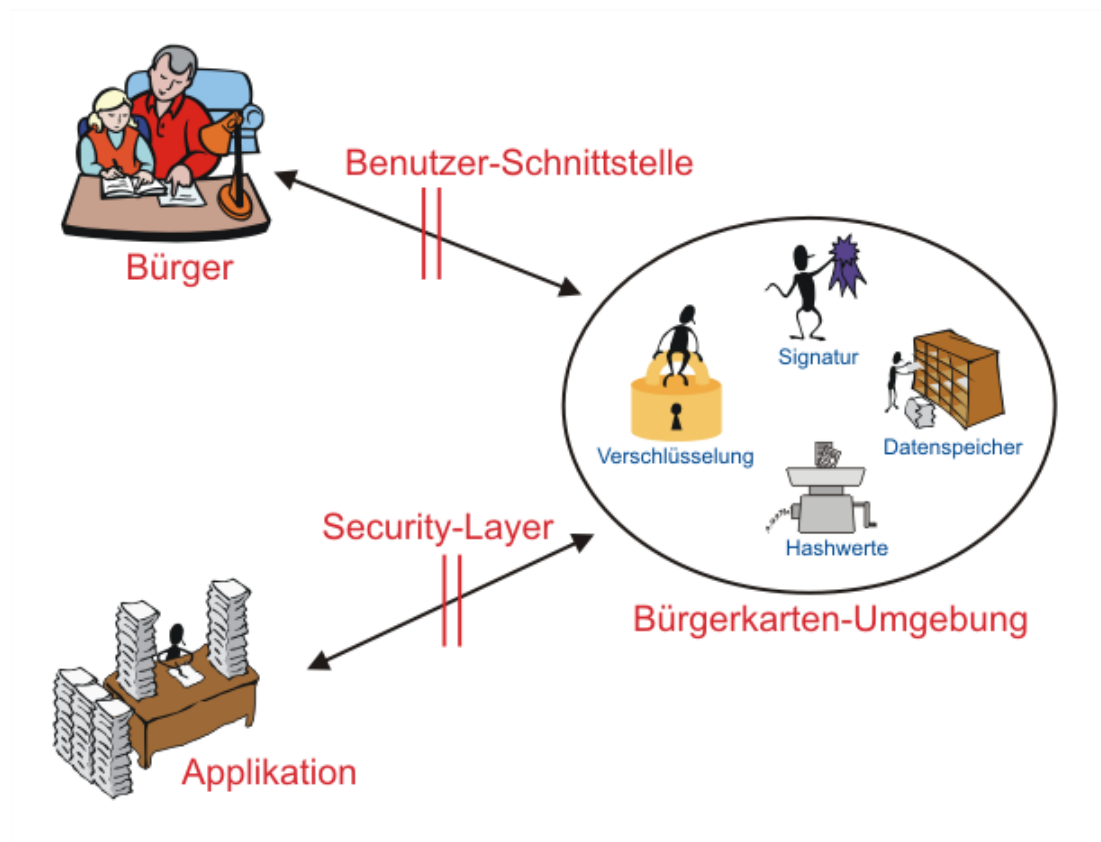 Benutzer-Schnittstelle
Bürger
Signatur
Verschlüsselung
Datenspeicher
Hashwerte
Security-Layer
Bürgerkarten-Umgebung
Applikation